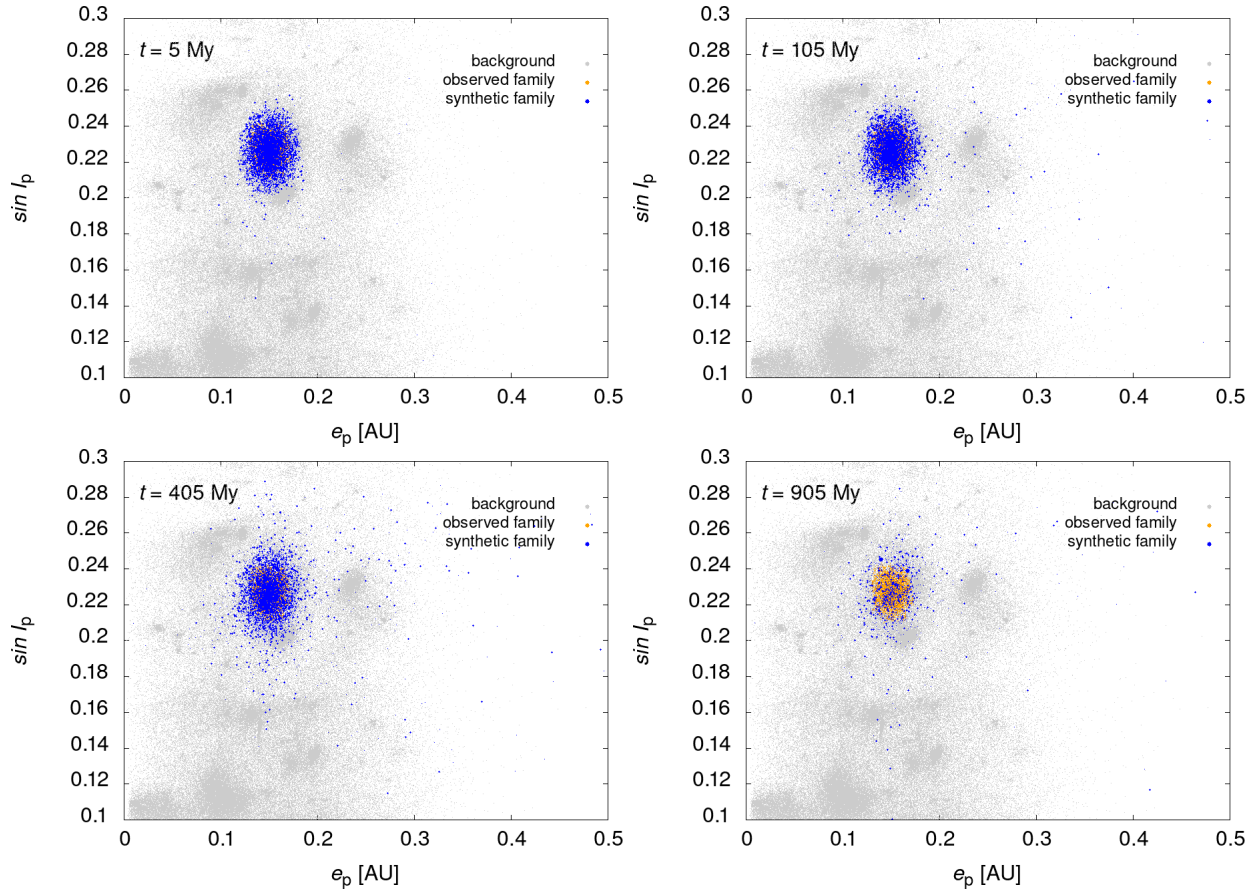 0.3
0.28
0.26
0.24
0.22
0.2
0.18
0.16
0.14
0.12
0.1
sin Ip
t = 5 My
background
observed family
synthetic family
0 0.1 0.2 0.3 0.4 0.5
ep [AU]
0.3
0.28
0.26
0.24
0.22
0.2
0.18
0.16
0.14
0.12
0.1
sin Ip
t = 105 My
background
observed family
synthetic family
0 0.1 0.2 0.3 0.4 0.5
ep [AU]
0.3
0.28
0.26
0.24
0.22
0.2
0.18
0.16
0.14
0.12
0.1
sin Ip
t = 405 My
background
observed family
synthetic family
0 0.1 0.2 0.3 0.4 0.5
ep [AU]
0.3
0.28
0.26
0.24
0.22
0.2
0.18
0.16
0.14
0.12
0.1
sin Ip
t = 905 My
background
observed family
synthetic family
0 0.1 0.2 0.3 0.4 0.5
ep [AU]